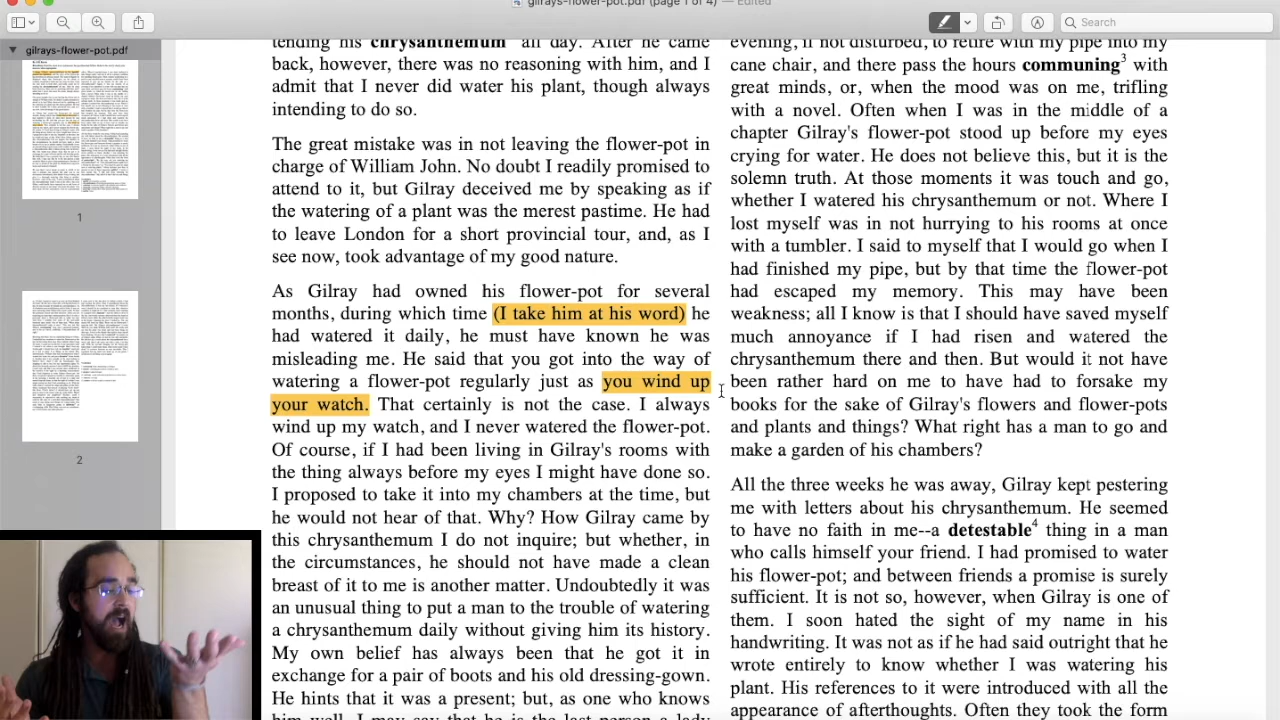 gilrays-flower-pot.pdf (page 1 of 4) — Edited
Search
gilrays-flower-pot.pdf
1
2
tending his chrysanthemum all day. After he came
back, however, there was no reasoning with him, and I
admit that I never did water his plant, though always
intending to do so.
The great mistake was in not leaving the flower-pot in
charge of William John. No doubt I readily promised to
attend to it, but Gilray deceived me by speaking as if
the watering of a plant was the merest pastime. He had
to leave London for a short provincial tour, and, as I
see now, took advantage of my good nature.
As Gilray had owned his flower-pot for several
months, during which time (I take him at his word) he
had watered it daily, he must have known he was
misleading me. He said that you got into the way of
watering a flower-pot regularly just as you wind up
your watch. That certainly is not the case. I always
wind up my watch, and I never watered the flower-pot.
Of course, if I had been living in Gilray's rooms with
the thing always before my eyes I might have done so.
I proposed to take it into my chambers at the time, but
he would not hear of that. Why? How Gilray came by
this chrysanthemum I do not inquire; but whether, in
the circumstances, he should not have made a clean
breast of it to me is another matter. Undoubtedly it was
an unusual thing to put a man to the trouble of watering
a chrysanthemum daily without giving him its history.
My own belief has always been that he got it in
exchange for a pair of boots and his old dressing-gown.
He hints that it was a present; but, as one who knows
him well, I may say that he is the last person a lady
evening, if not disturbed, to retire with my pipe into my
and there pass the hours communing3 with
great minds, or, when the mood was on me, trifling
with a novel. Often when I was in the middle of a
chapter Gilray's flower-pot stood up before my eyes
crying for water. He does not believe this, but it is the
solemn truth. At those moments it was touch and go,
whether I watered his chrysanthemum or not. Where I
lost myself was in not hurrying to his rooms at once
with a tumbler. I said to myself that I would go when I
had finished my pipe, but by that time the flower-pot
had escaped my memory. This may have been
weakness; all I know is that I should have saved myself
much annoyance if I had risen and watered the
chrysanthemum there and then. But would it not have
been rather hard on me to have had to forsake my
books for the sake of Gilray's flowers and flower-pots
and plants and things? What right has a man to go and
make a garden of his chambers?
All the three weeks he was away, Gilray kept pestering
me with letters about his chrysanthemum. He seemed
to have no faith in me--a detestable4 thing in a man
who calls himself your friend. I had promised to water
his flower-pot; and between friends a promise is surely
sufficient. It is not so, however, when Gilray is one of
them. I soon hated the sight of my name in his
handwriting. It was not as if he had said outright that he
wrote entirely to know whether I was watering his
plant. His references to it were introduced with all the
appearance of afterthoughts. Often they took the form